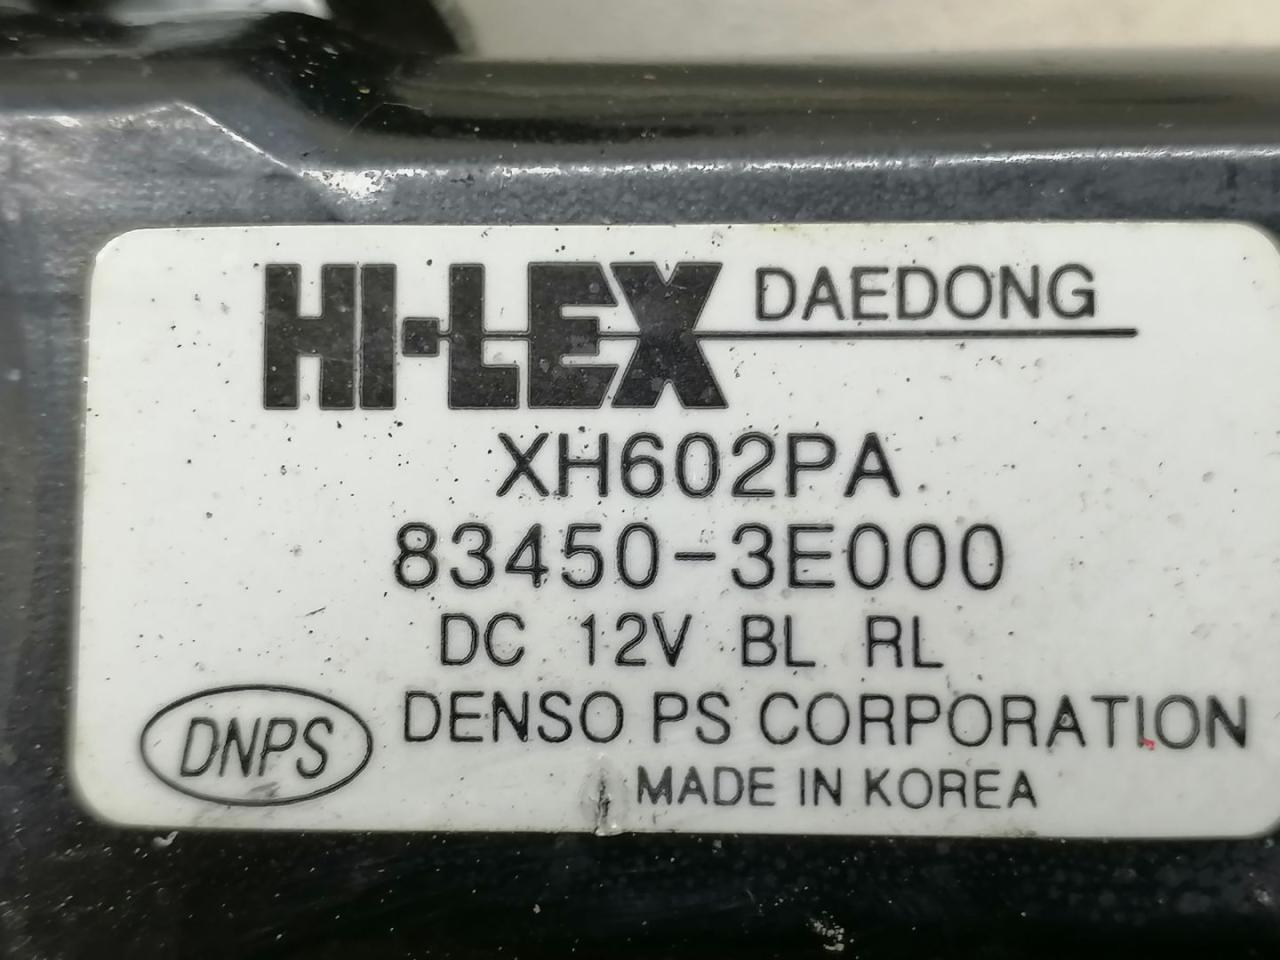 HI-LEX DAEDONG
XH602PA
83450-3E000
DC 12V BL RL
DNPS DENSO PS CORPORATION
MADE IN KOREA